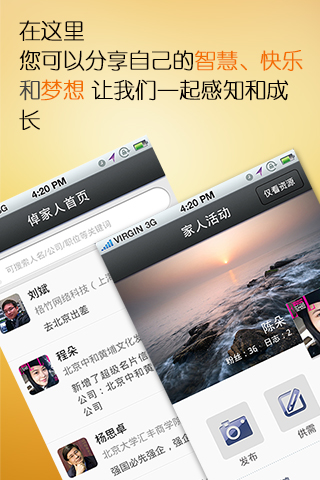 在这里
您可以分享自己的智慧、快乐
和梦想 让我们一起感知和成
长
3G
4:20 PM
倬家人首页
可搜索人名/公司/职位等关键词
刘斌
格竹网络科技（上海
去北京出差
程朵
北京中和黄埔文化发
新增了超级名片信
公司：北京中和黄
公司
杨思卓
北京大学汇丰商学院
强国必先强企，强企
VIRGIN 3G
4:20 PM
家人活动
仅看资源
陈朵
粉丝：36、日志：2
发布
供需